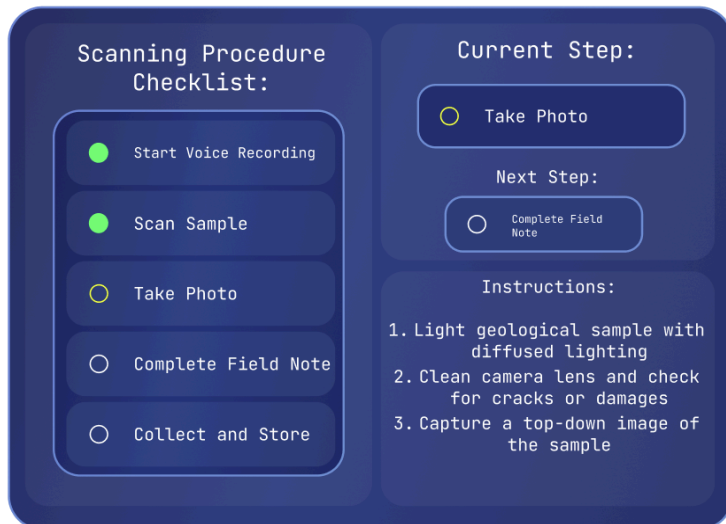 Scanning Procedure
Checklist:
Start Voice Recording
Scan Sample
Take Photo
Complete Field Note
Collect and Store
Current Step:
Take Photo
Next Step:
Complete Field
Note
Instructions:
1. Light geological sample with
diffused lighting
2. Clean camera lens and check
for cracks or damages
3. Capture a top-down image of
the sample